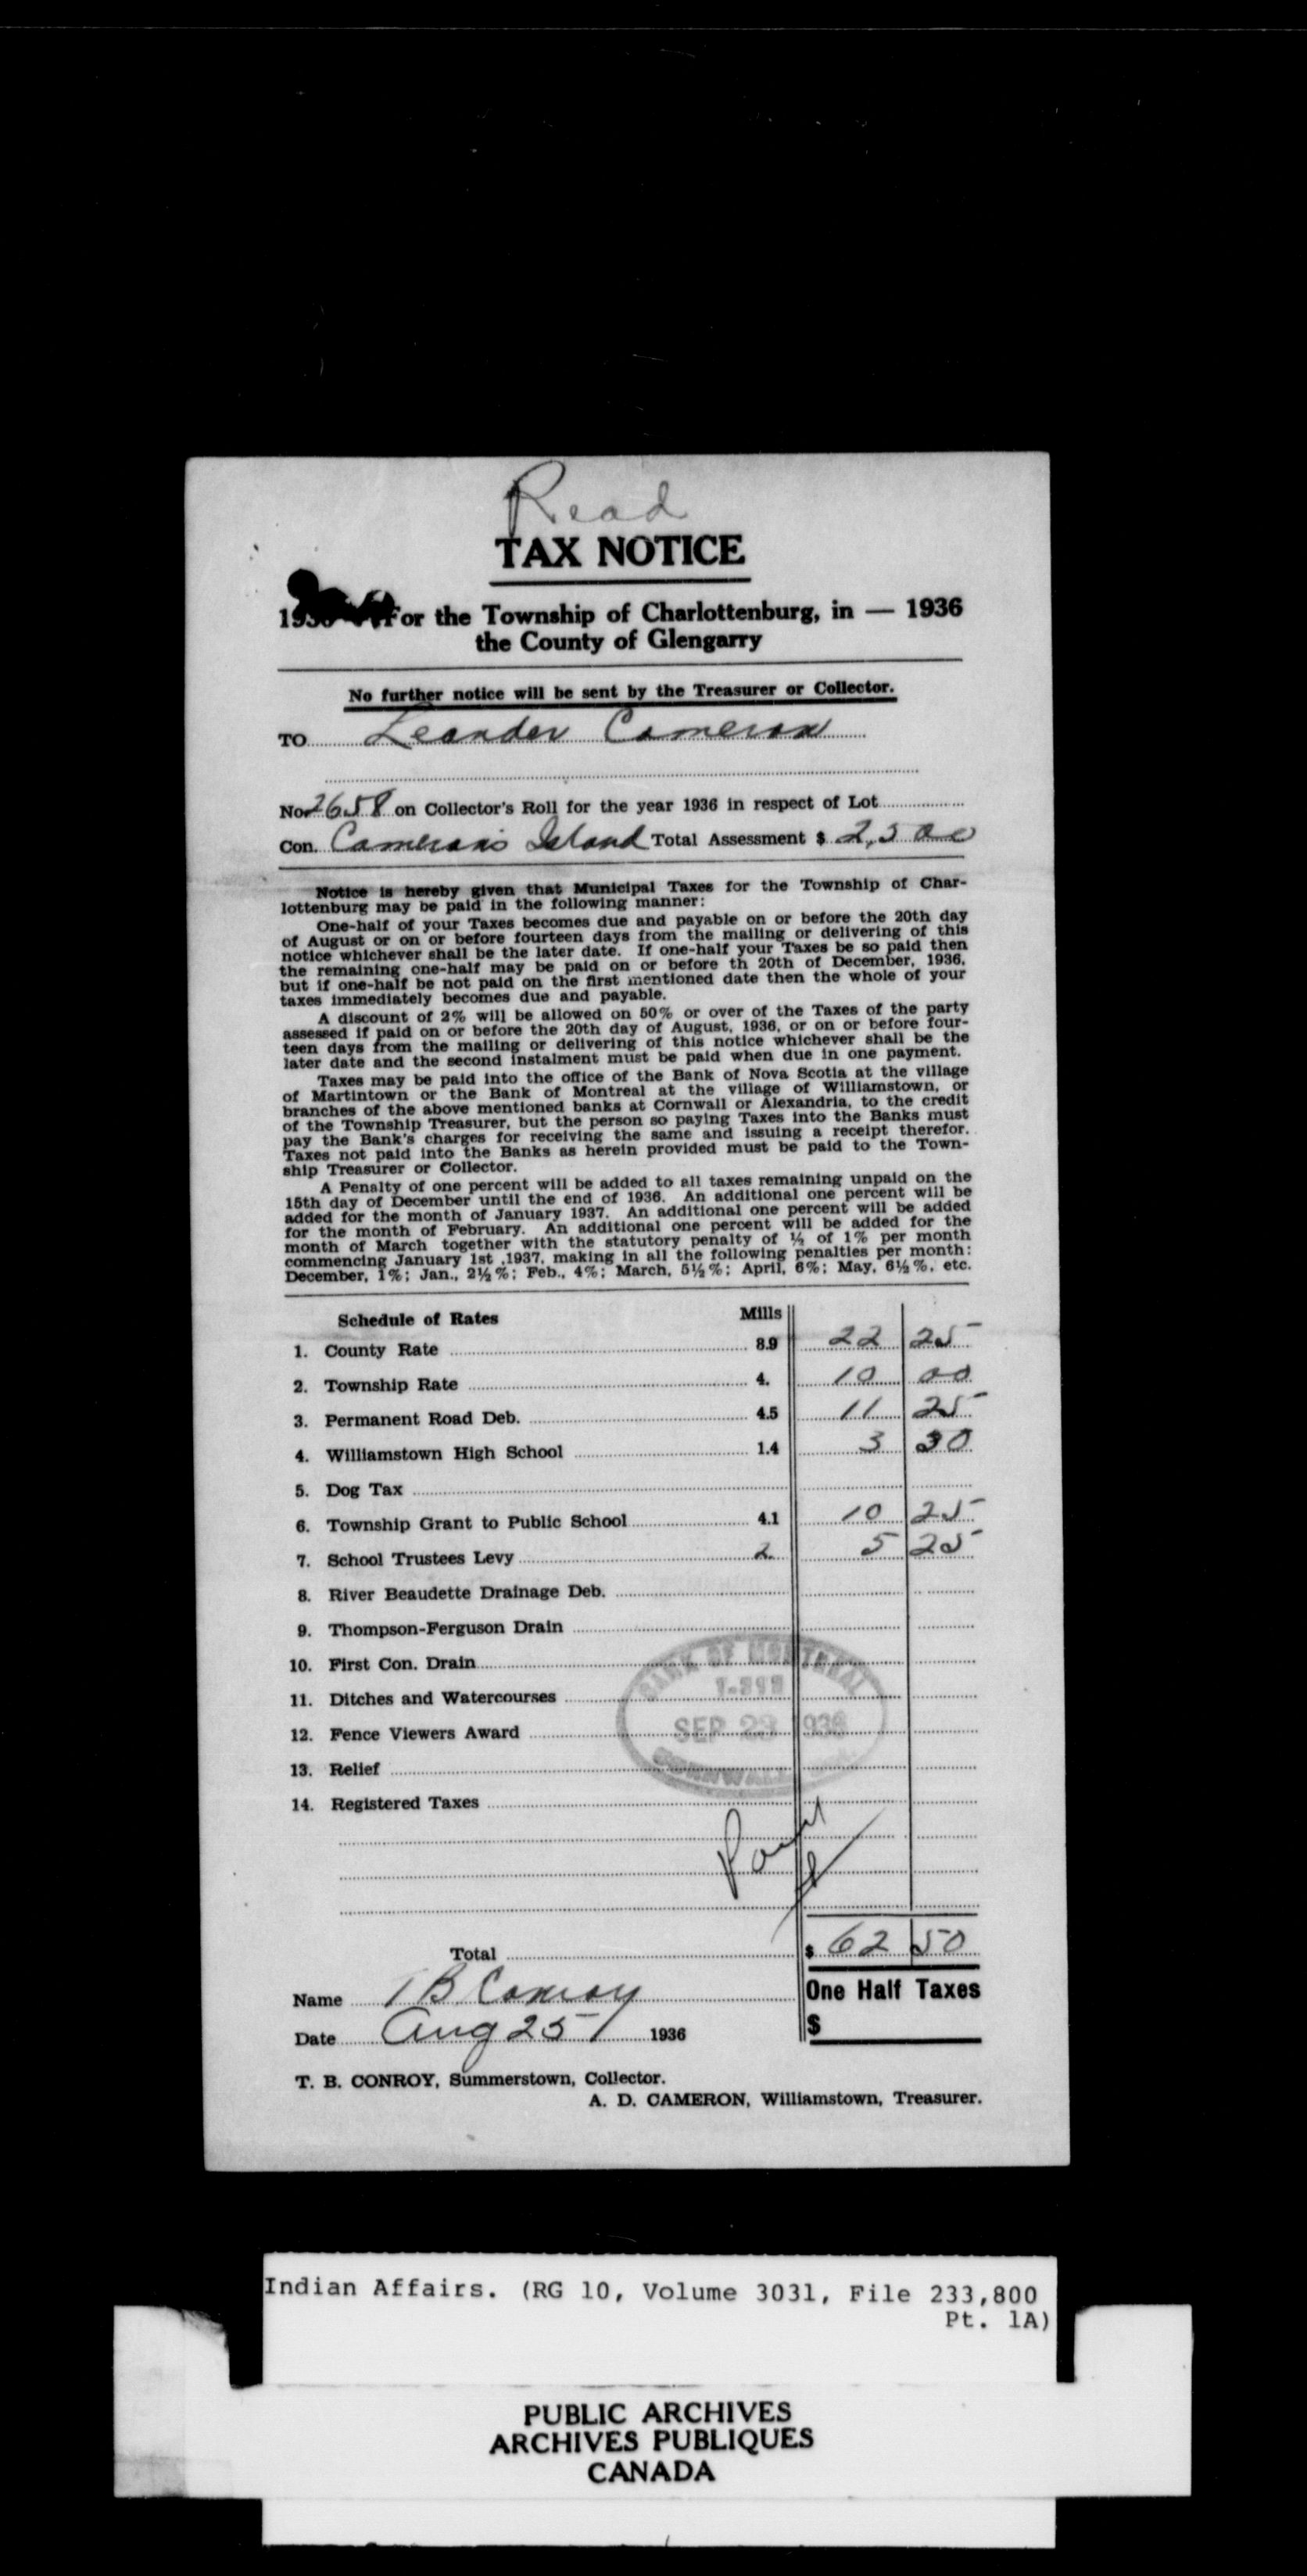 Read
TAX NOTICE
For the Township of Charlottenburg, in — 1936
the County of Glengarry
No further notice will be sent by the Treasurer or Collector.
TO Leander Cameron
No. 2658 on Collector's Roll for the year 1936 in respect of Lot
Con. Cameron's Island Total Assessment $ 2,500
Notice is hereby given that Municipal Taxes for the Township of Char-
lottenburg may be paid in the following manner:
One-half of your Taxes becomes due and payable on or before the 20th day
of August or on or before fourteen days from the mailing or delivering of this
notice whichever shall be the later date. If one-half your Taxes be so paid then
the remaining one-half may be paid on or before th 20th of December, 1936,
but if one-half be not paid on the first mentioned date then the whole of your
taxes immediately becomes due and payable.
A discount of 2% will be allowed on 50% or over of the Taxes of the party
assessed if paid on or before the 20th day of August, 1936, or on or before four-
teen days from the mailing or delivering of this notice whichever shall be the
later date and the second instalment must be paid when due in one payment.
Taxes may be paid into the office of the Bank of Nova Scotia at the village
of Martintown or the Bank of Montreal at the village of Williamstown, or
branches of the above mentioned banks at Cornwall or Alexandria, to the credit
of the Township Treasurer, but the person so paying Taxes into the Banks must
pay the Bank's charges for receiving the same and issuing a receipt therefor.
Taxes not paid into the Banks as herein provided must be paid to the Town-
ship Treasurer or Collector.
A Penalty of one percent will be added to all taxes remaining unpaid on the
15th day of December until the end of 1936. An additional one percent will be
added for the month of January 1937. An additional one percent will be added
for the month of February. An additional one percent will be added for the
month of March together with the statutory penalty of ½ of 1% per month
commencing January 1st ,1937, making in all the following penalties per month:
December, 1%; Jan., 2½%; Feb., 4%; March, 5½%; April, 6%; May, 6½%, etc.
Schedule of Rates Mills
1. County Rate 8.9 22 25
2. Township Rate 4. 10 00
3. Permanent Road Deb. 4.5 11 25
4. Williamstown High School 1.4 3 30
5. Dog Tax
6. Township Grant to Public School 4.1 10 25
7. School Trustees Levy 2 5 25
8. River Beaudette Drainage Deb.
9. Thompson-Ferguson Drain
10. First Con. Drain
11. Ditches and Watercourses
12. Fence Viewers Award
13. Relief
14. Registered Taxes
BANK OF MONTREAL
SEP 23 1936
CORNWALL
Total $ 62 50
Name T B Conroy
One Half Taxes
Date Aug 25 1936
$
T. B. CONROY, Summerstown, Collector.
A. D. CAMERON, Williamstown, Treasurer.
Indian Affairs. (RG 10, Volume 3031, File 233,800
Pt. 1A)
PUBLIC ARCHIVES
ARCHIVES PUBLIQUES
CANADA